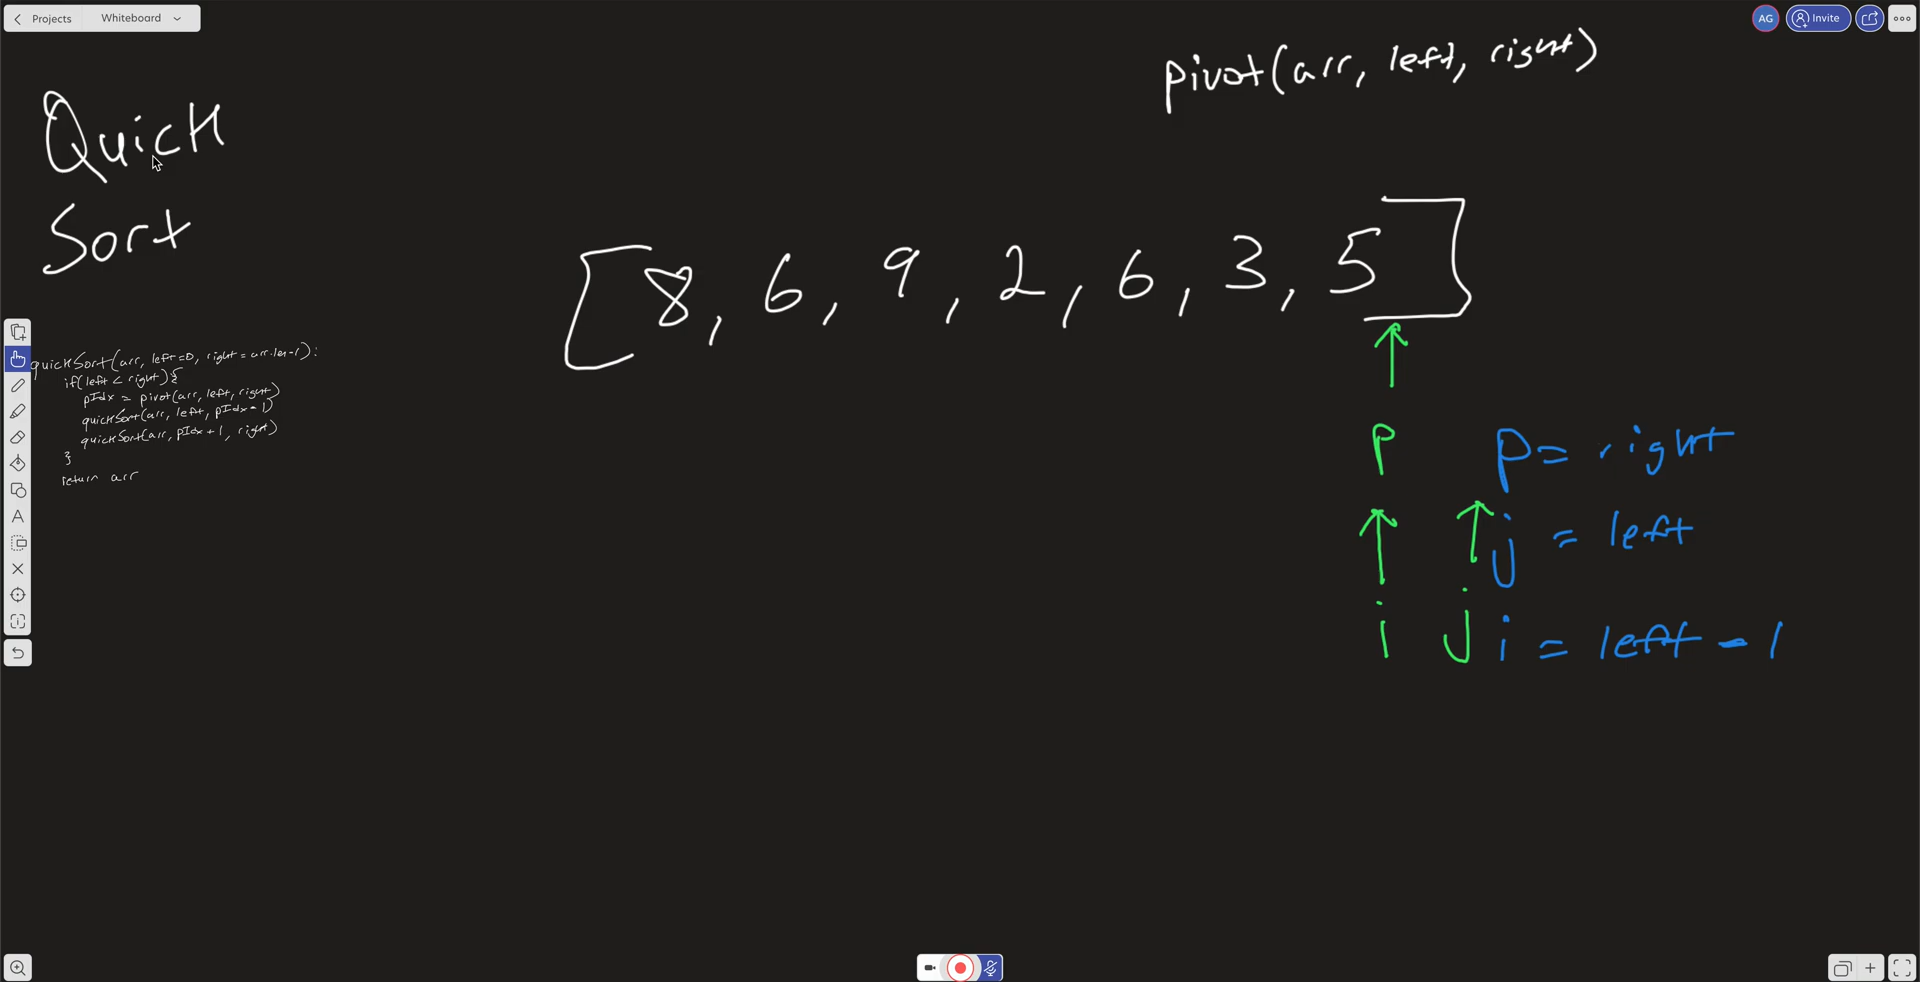 Projects Whiteboard
AG Invite
pivot(arr, left, right)
Quick
Sort
[8, 6, 9, 2, 6, 3, 5]
quickSort(arr, left=0, right=arr.len-1):
if(left < right){
pIdx = pivot(arr, left, right)
quickSort(arr, left, pIdx-1)
quickSort(arr, pIdx+1, right)
}
return arr
P
P = right
j = left
i j
i = left - 1